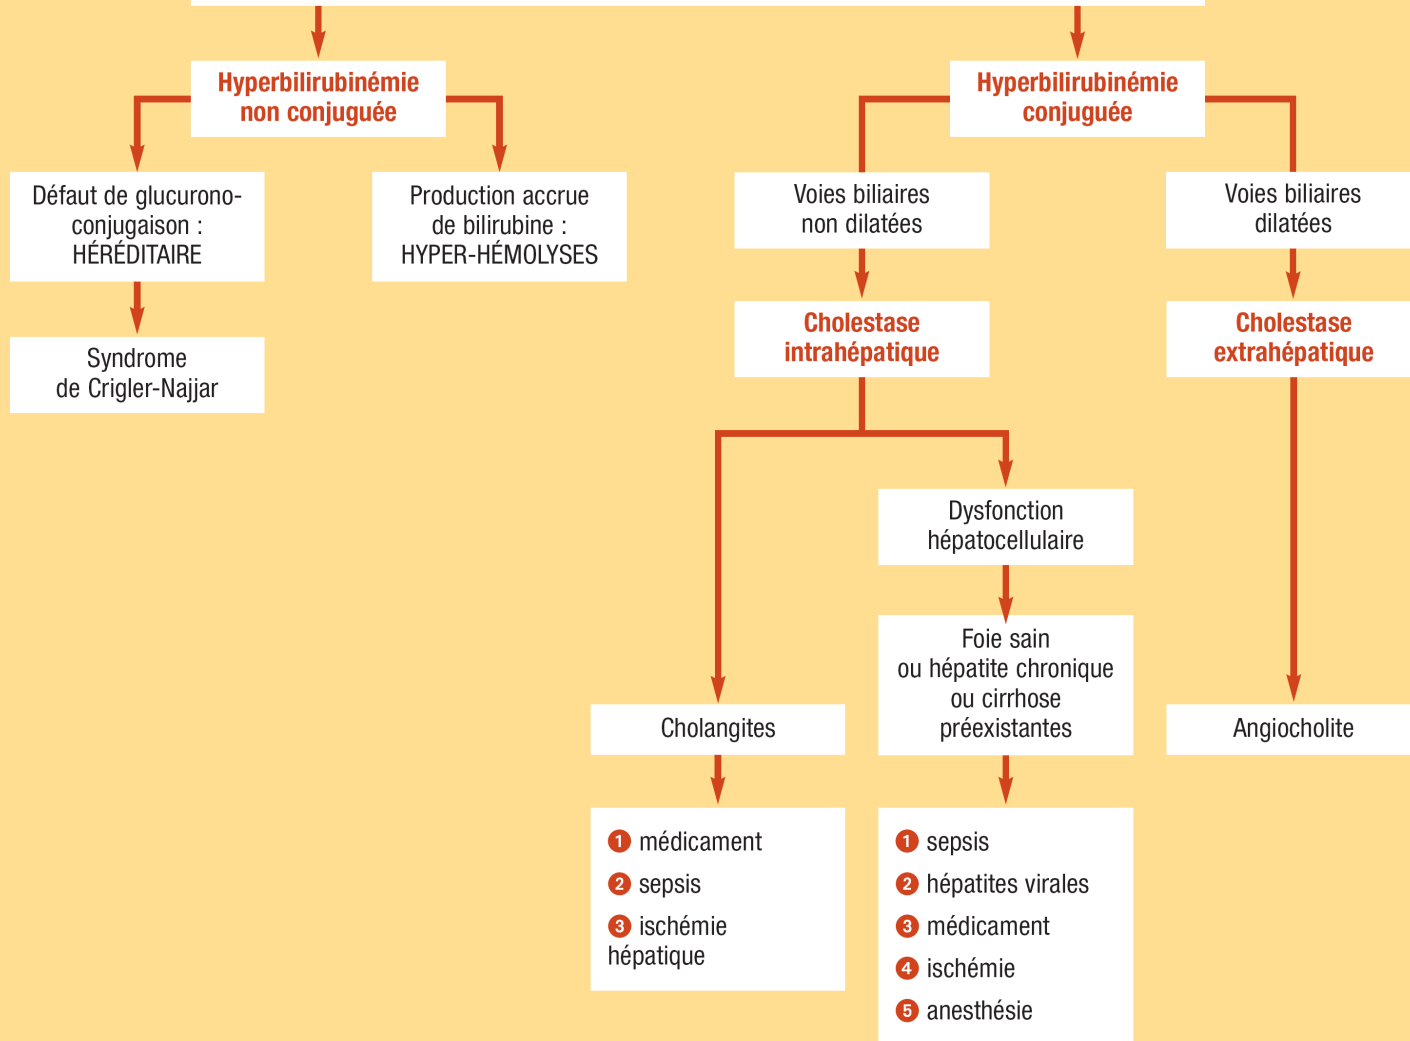 Hyperbilirubinémie
non conjuguée
Hyperbilirubinémie
conjuguée
Défaut de glucurono-
conjugaison :
HÉRÉDITAIRE
Production accrue
de bilirubine :
HYPER-HÉMOLYSES
Voies biliaires
non dilatées
Voies biliaires
dilatées
Syndrome
de Crigler-Najjar
Cholestase
intrahépatique
Cholestase
extrahépatique
Dysfonction
hépatocellulaire
Foie sain
ou hépatite chronique
ou cirrhose
préexistantes
Cholangites
Angiocholite
1 médicament
2 sepsis
3 ischémie
hépatique
1 sepsis
2 hépatites virales
3 médicament
4 ischémie
5 anesthésie